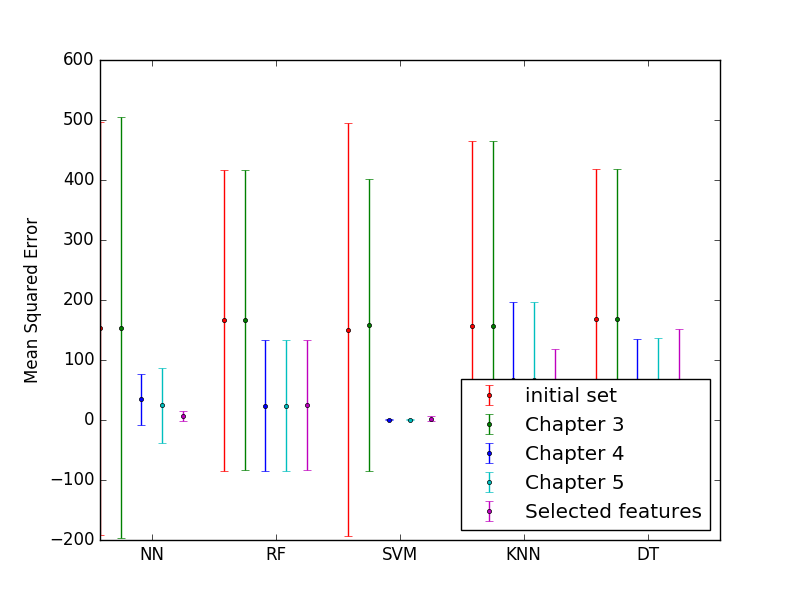 600
500
400
300
200
100
0
−100
−200
Mean Squared Error
NN RF SVM KNN DT
initial set
Chapter 3
Chapter 4
Chapter 5
Selected features